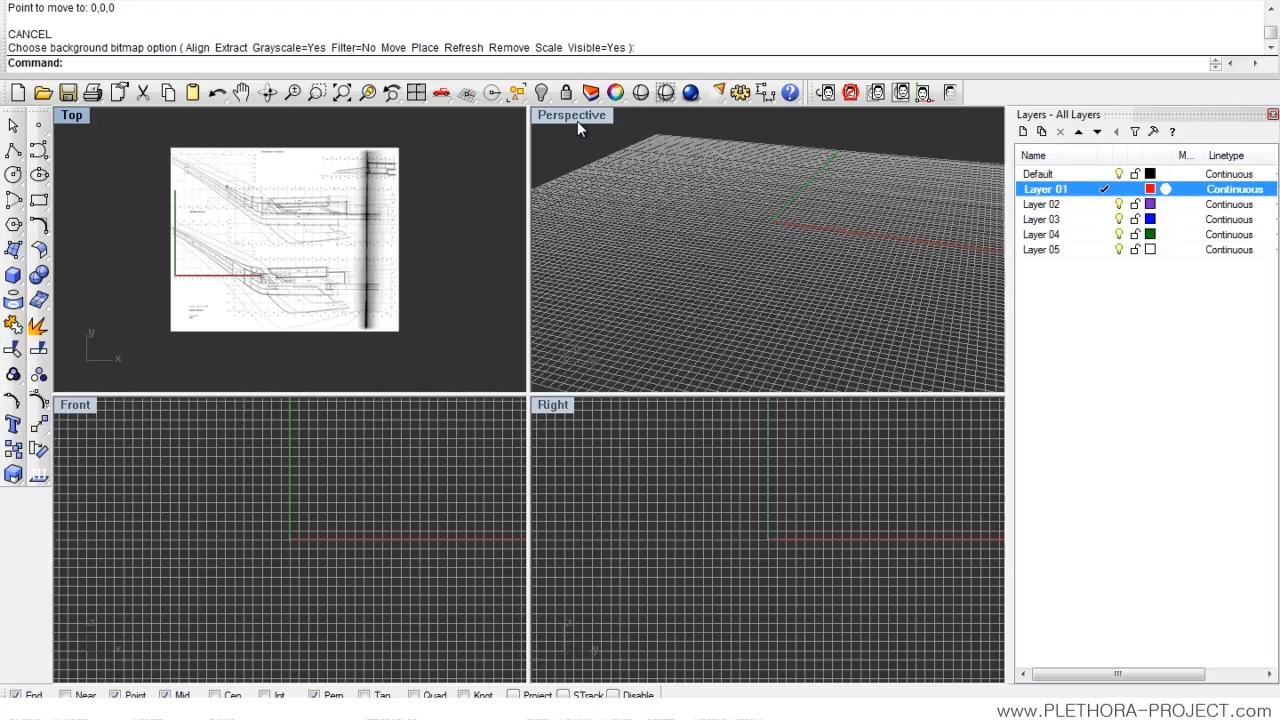 Point to move to: 0,0,0
CANCEL
Choose background bitmap option ( Align Extract Grayscale=Yes Filter=No Move Place Refresh Remove Scale Visible=Yes ):
Command:
Top
Perspective
Layers - All Layers
Name M... Linetype
Default Continuous
Layer 01 Continuous
Layer 02 Continuous
Layer 03 Continuous
Layer 04 Continuous
Layer 05 Continuous
y
x
Front
Right
z
x
z
y
End Near Point Mid Cen Int Perp Tan Quad Knot Project STrack Disable
www.PLETHORA-PROJECT.com